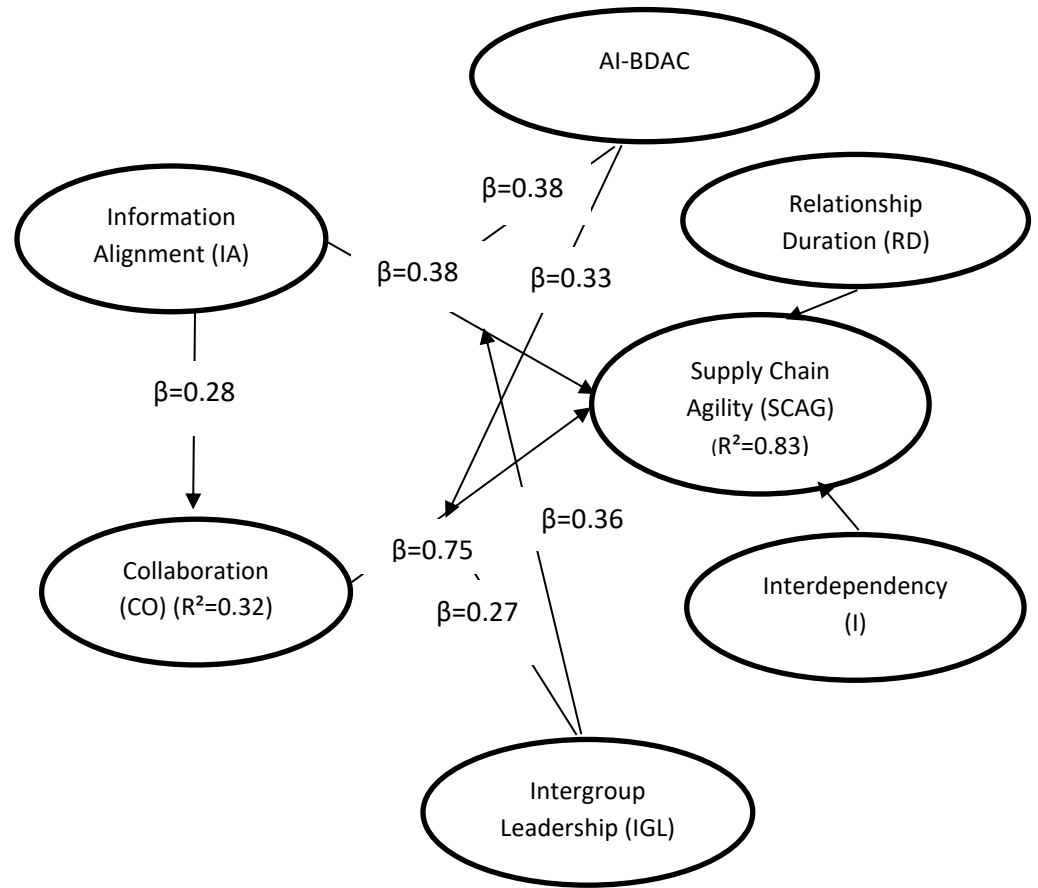 AI-BDAC
β=0.38
Information
Alignment (IA)
Relationship
Duration (RD)
β=0.38
β=0.33
Supply Chain
Agility (SCAG)
(R²=0.83)
β=0.28
β=0.36
β=0.75
Collaboration
(CO) (R²=0.32)
β=0.27
Interdependency
(I)
Intergroup
Leadership (IGL)